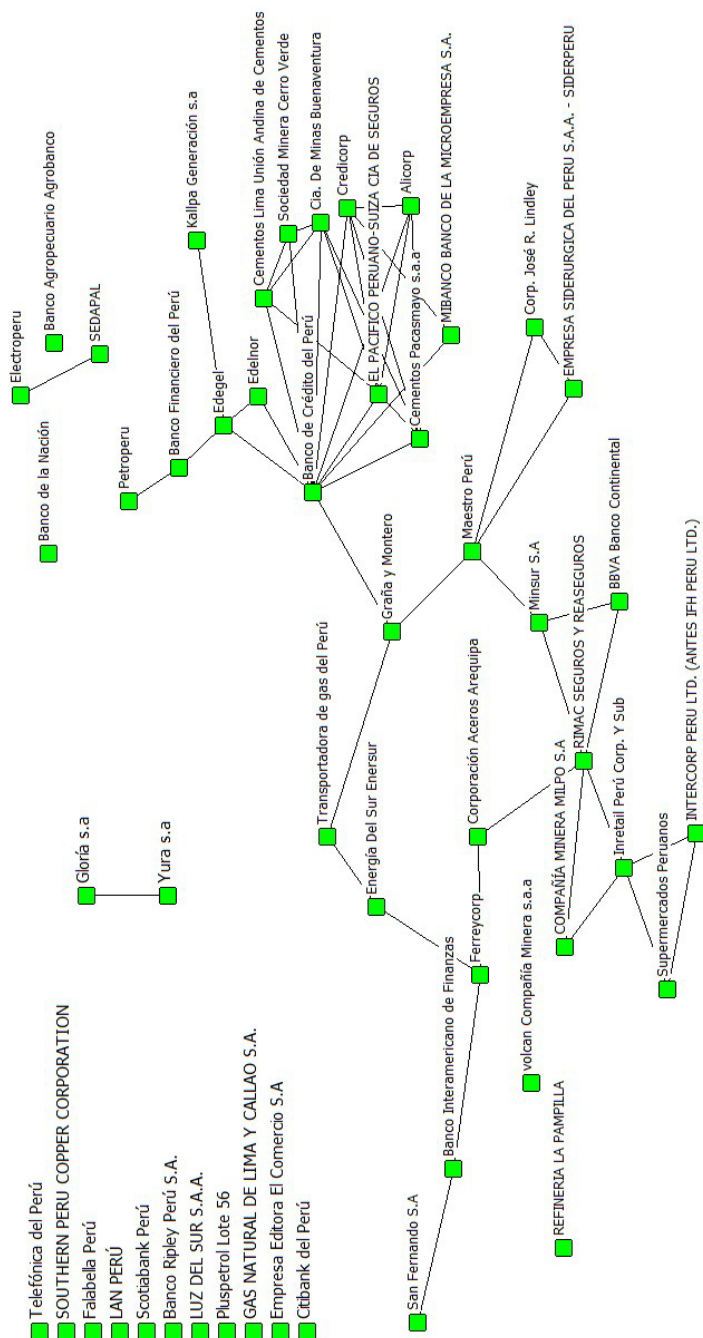 Telefónica del Perú
SOUTHERN PERU COPPER CORPORATION
Falabella Perú
LAN PERÚ
Scotiabank Perú
Banco Ripley Perú S.A.
LUZ DEL SUR S.A.A.
Pluspetrol Lote 56
GAS NATURAL DE LIMA Y CALLAO S.A.
Empresa Editora El Comercio S.A
Citibank del Perú
Gloría s.a
Yura s.a
Banco de la Nación
Electroperu
Banco Agropecuario Agrobanco
SEDAPAL
Petroperu
Banco Financiero del Perú
Edegel
Kallpa Generación s.a
Edelnor
Cementos Lima Unión Andina de Cementos
Sociedad Minera Cerro Verde
Cia. De Minas Buenaventura
Credicorp
Banco de Crédito del Perú
EL PACIFICO PERUANO-SUIZA CIA DE SEGUROS
Alicorp
Cementos Pacasmayo s.a.a
MIBANCO BANCO DE LA MICROEMPRESA S.A.
Transportadora de gas del Perú
Graña y Montero
Energía Del Sur Enersur
San Fernando S.A
Banco Interamericano de Finanzas
Ferreycorp
Corporación Aceros Arequipa
Maestro Perú
Corp. José R. Lindley
EMPRESA SIDERURGICA DEL PERU S.A.A. - SIDERPERU
Minsur S.A
volcan Compañía Minera s.a.a
REFINERIA LA PAMPILLA
COMPAÑÍA MINERA MILPO S.A
RIMAC SEGUROS Y REASEGUROS
BBVA Banco Continental
Inretail Perú Corp. Y Sub
Supermercados Peruanos
INTERCORP PERU LTD. (ANTES IFH PERU LTD.)